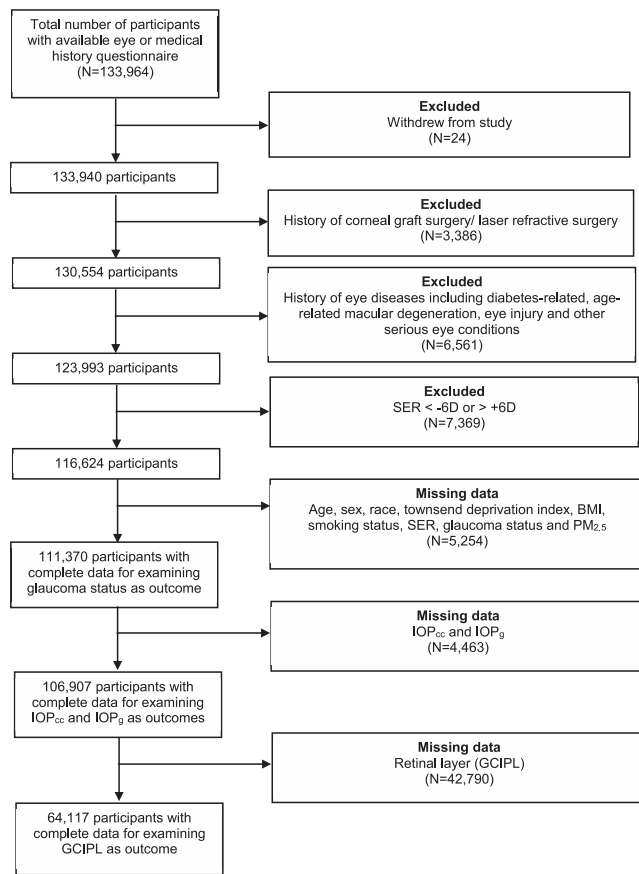 Total number of participants
with available eye or medical
history questionnaire
(N=133,964)
Excluded
Withdrew from study
(N=24)
133,940 participants
Excluded
History of corneal graft surgery/ laser refractive surgery
(N=3,386)
130,554 participants
Excluded
History of eye diseases including diabetes-related, age-
related macular degeneration, eye injury and other
serious eye conditions
(N=6,561)
123,993 participants
Excluded
SER < -6D or > +6D
(N=7,369)
116,624 participants
Missing data
Age, sex, race, townsend deprivation index, BMI,
smoking status, SER, glaucoma status and PM2.5
(N=5,254)
111,370 participants with
complete data for examining
glaucoma status as outcome
Missing data
IOPcc and IOPg
(N=4,463)
106,907 participants with
complete data for examining
IOPcc and IOPg as outcomes
Missing data
Retinal layer (GCIPL)
(N=42,790)
64,117 participants with
complete data for examining
GCIPL as outcome